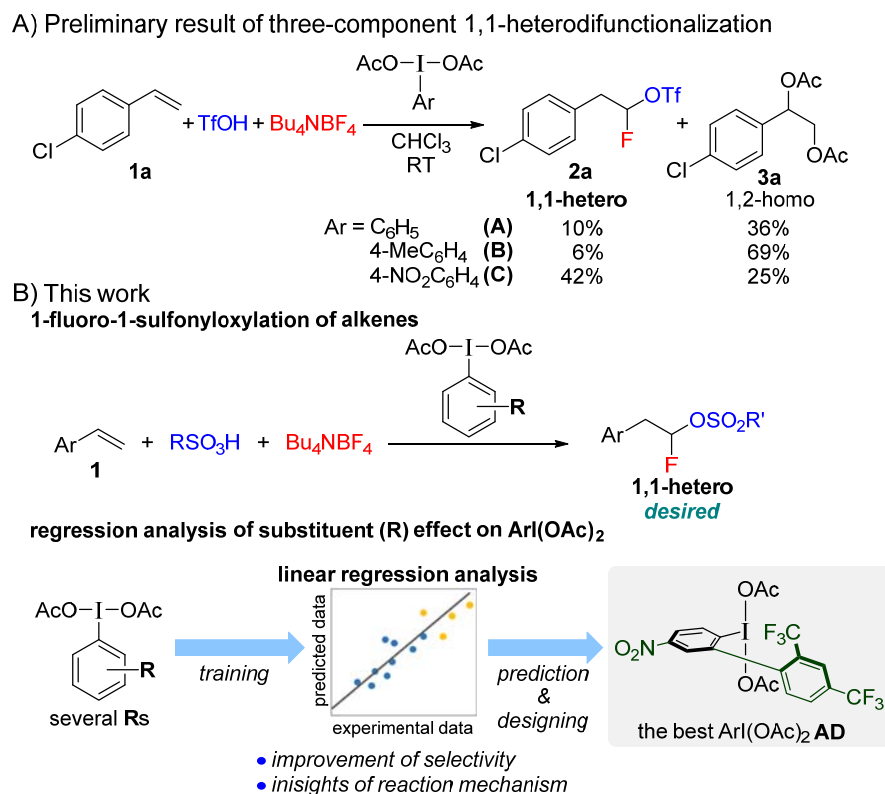 A) Preliminary result of three-component 1,1-heterodifunctionalization
AcO–I–OAc
Ar
Cl
1a
+ TfOH + Bu4NBF4
CHCl3
RT
OTf
F
Cl
2a
1,1-hetero
+
OAc
OAc
Cl
3a
1,2-homo
Ar = C6H5 (A) 10% 36%
4-MeC6H4 (B) 6% 69%
4-NO2C6H4 (C) 42% 25%
B) This work
1-fluoro-1-sulfonyloxylation of alkenes
AcO–I–OAc
R
Ar
1
+ RSO3H + Bu4NBF4
Ar
OSO2R'
F
1,1-hetero
desired
regression analysis of substituent (R) effect on ArI(OAc)2
AcO–I–OAc
R
several Rs
training
linear regression analysis
predicted data
experimental data
prediction
&
designing
OAc
I
F3C
O2N
OAc
CF3
the best ArI(OAc)2 AD
• improvement of selectivity
• inisights of reaction mechanism